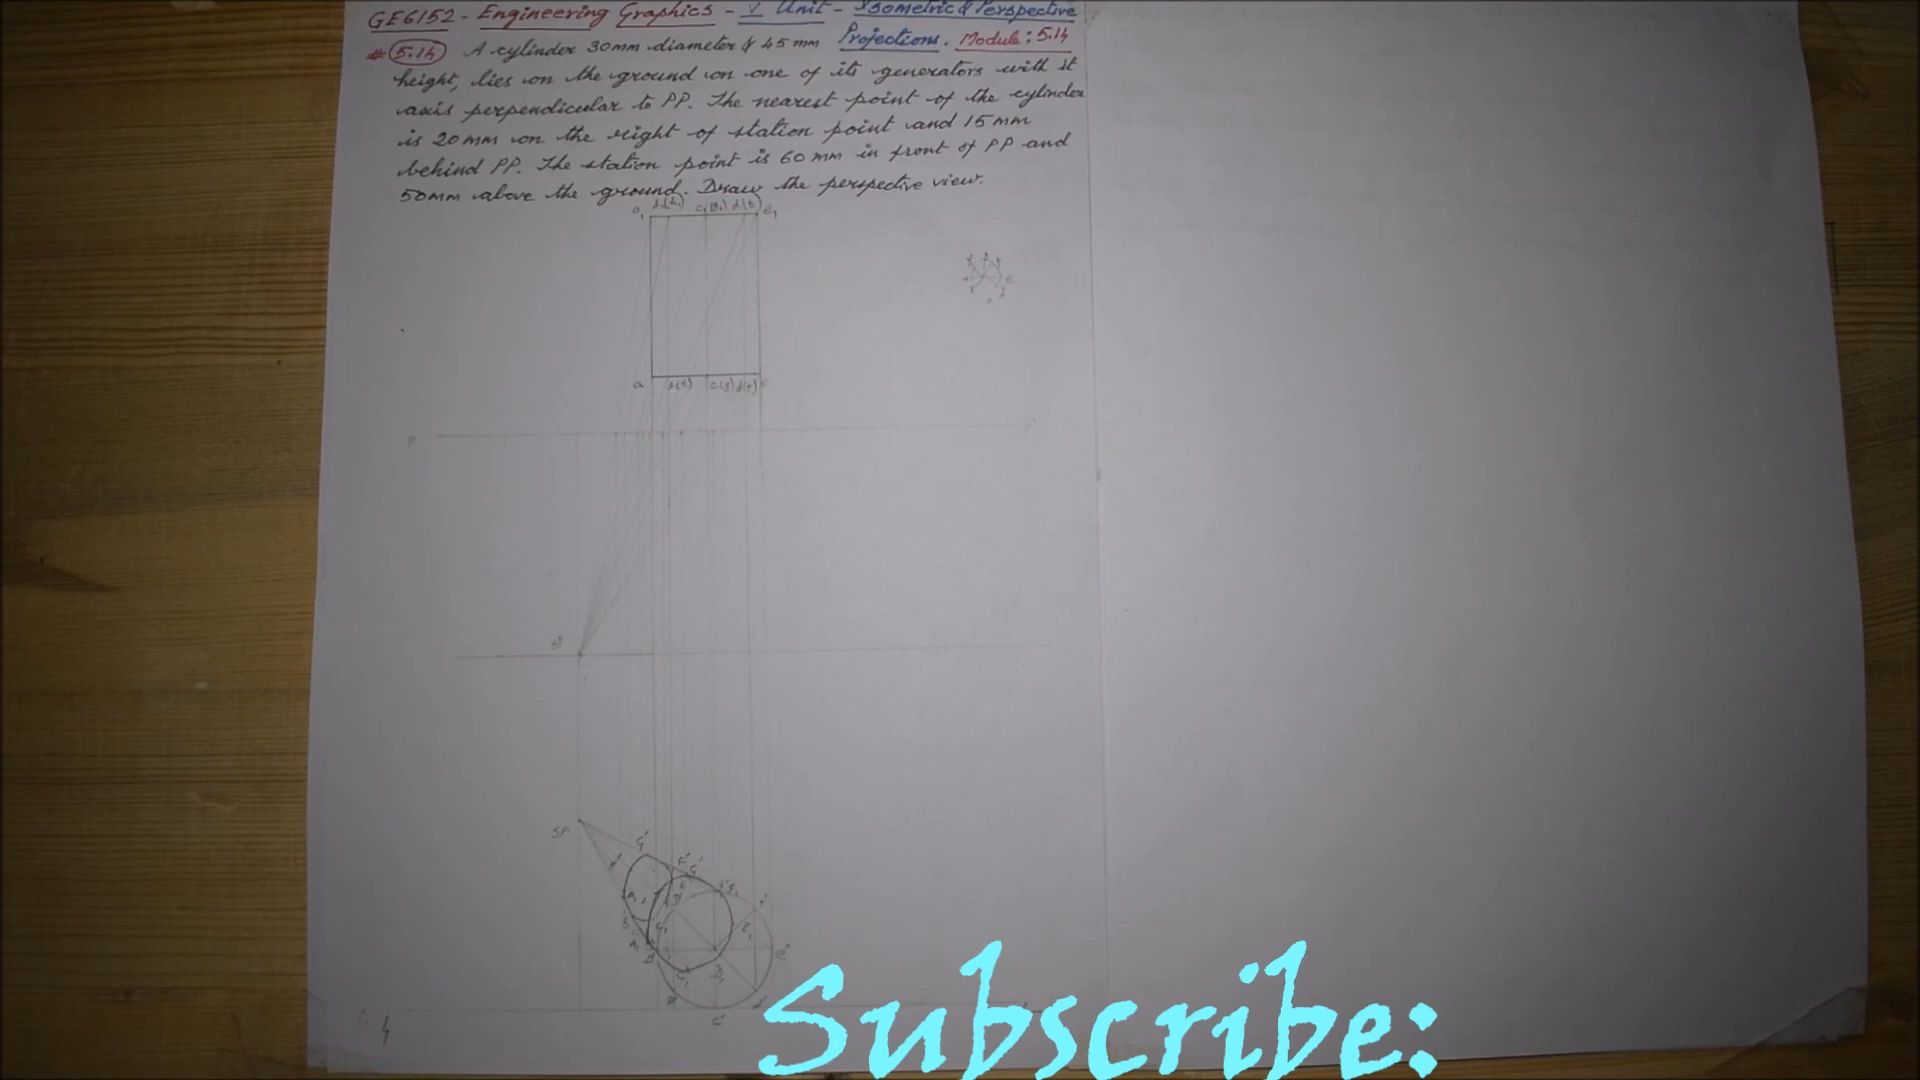 GE6152 - Engineering Graphics - V Unit - Isometric & Perspective
Projections. Module: 5.14
# 5.14 A cylinder 30mm diameter & 45mm
height, lies on the ground on one of its generators with it
axis perpendicular to PP. The nearest point of the cylinder
is 20mm on the right of station point and 15mm
behind PP. The station point is 60mm in front of PP and
50mm above the ground. Draw the perspective view.
SP
Subscribe: